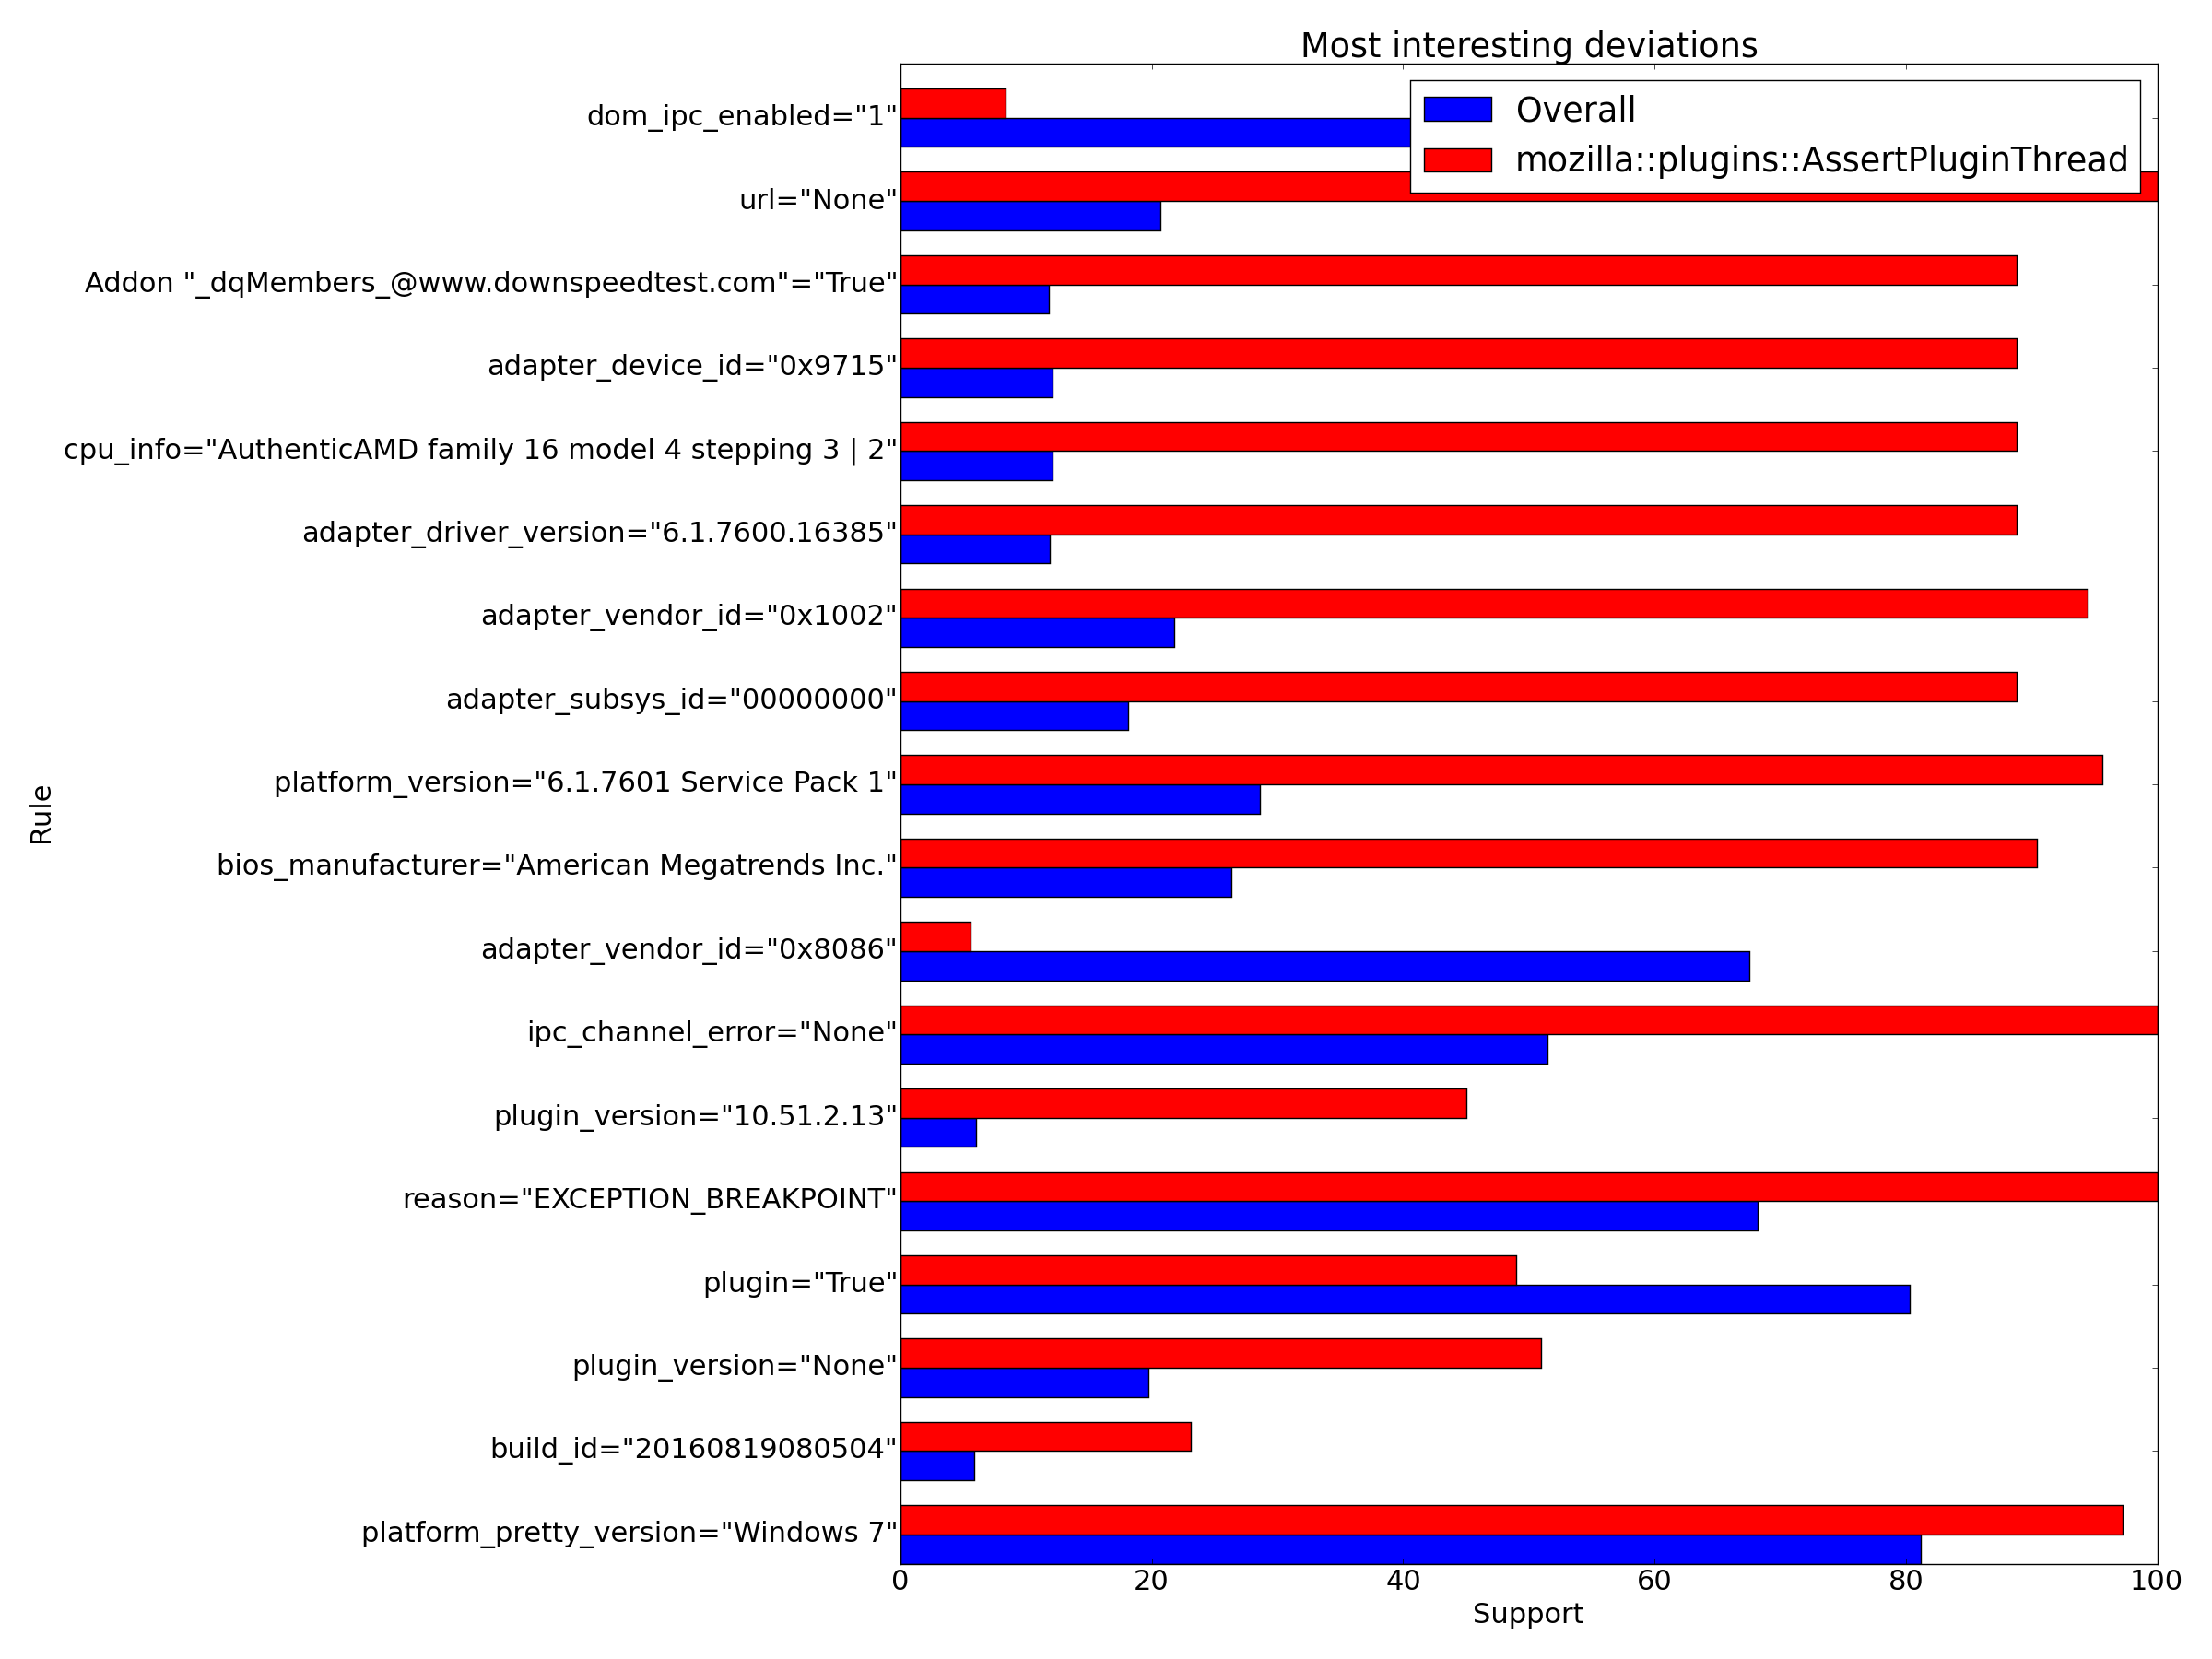 Most interesting deviations
Overall
mozilla::plugins::AssertPluginThread
dom_ipc_enabled="1"
url="None"
Addon "_dqMembers_@www.downspeedtest.com"="True"
adapter_device_id="0x9715"
cpu_info="AuthenticAMD family 16 model 4 stepping 3 | 2"
adapter_driver_version="6.1.7600.16385"
adapter_vendor_id="0x1002"
adapter_subsys_id="00000000"
platform_version="6.1.7601 Service Pack 1"
bios_manufacturer="American Megatrends Inc."
adapter_vendor_id="0x8086"
ipc_channel_error="None"
plugin_version="10.51.2.13"
reason="EXCEPTION_BREAKPOINT"
plugin="True"
plugin_version="None"
build_id="20160819080504"
platform_pretty_version="Windows 7"
Rule
0 20 40 60 80 100
Support